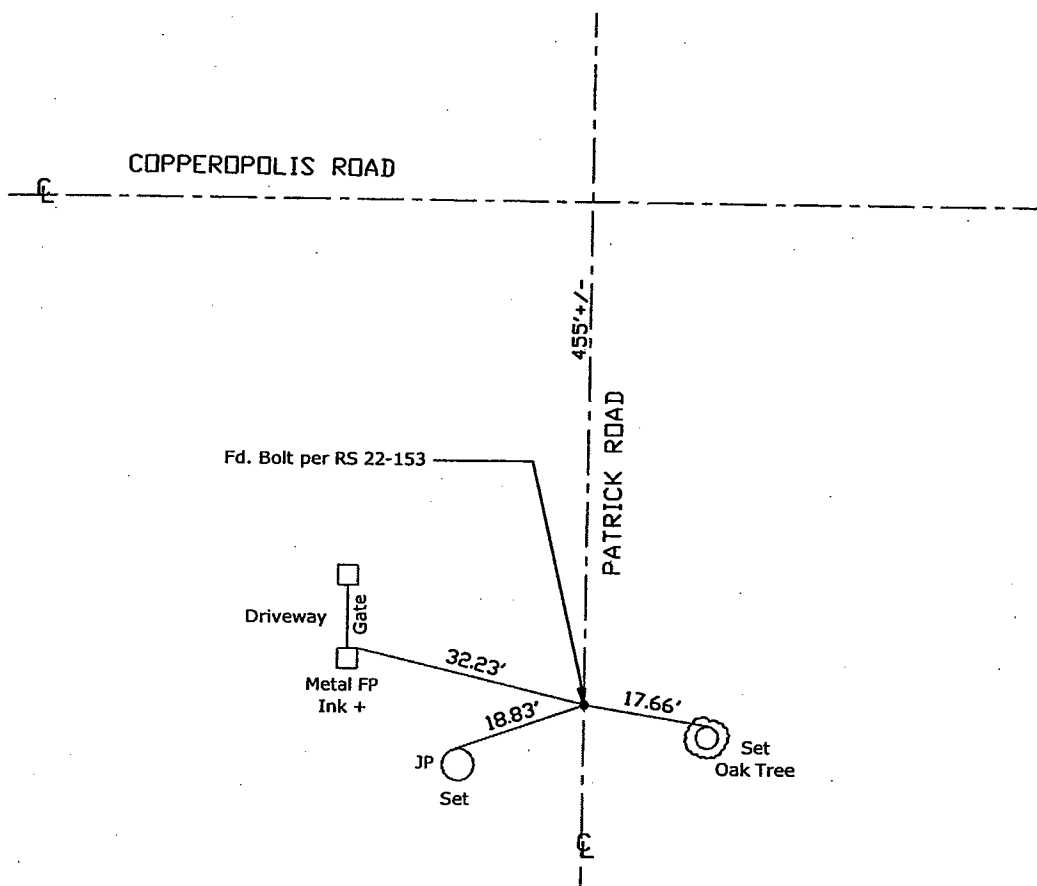 COPPEROPOLIS ROAD
℄
455'+/-
PATRICK ROAD
Fd. Bolt per RS 22-153
Driveway
Gate
32.23'
Metal FP
Ink +
18.83'
17.66'
JP
Set
Set
Oak Tree
℄